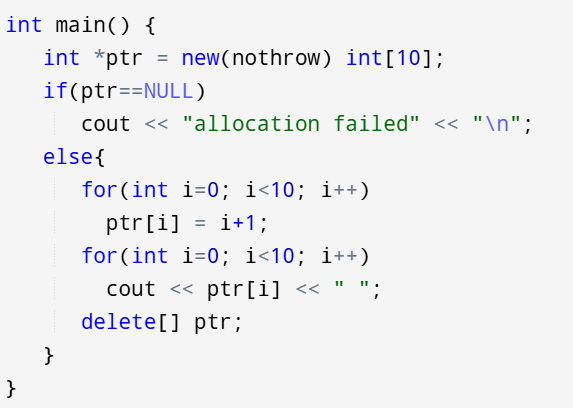 int main() {
   int *ptr = new(nothrow) int[10];
   if(ptr==NULL)
      cout << "allocation failed" << "\n";
   else{
      for(int i=0; i<10; i++)
        ptr[i] = i+1;
      for(int i=0; i<10; i++)
        cout << ptr[i] << " ";
      delete[] ptr;
   }
}